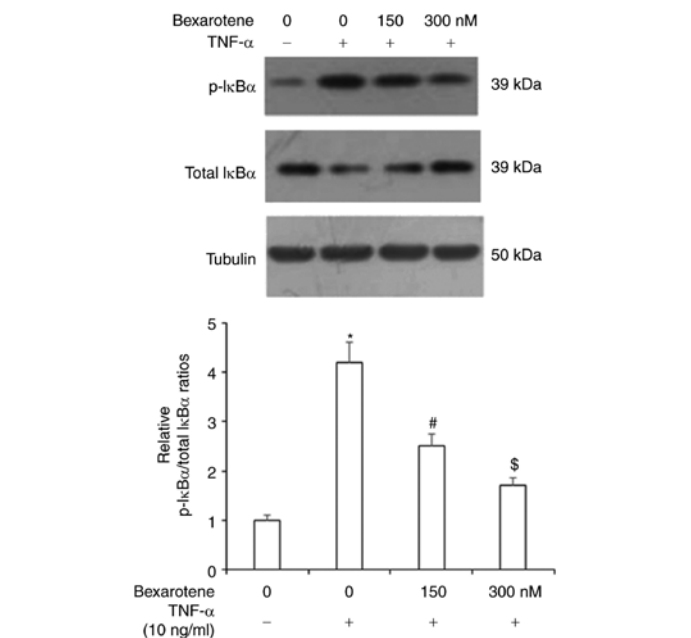 Bexarotene 0 0 150 300 nM
TNF-α − + + +
p-IκBα 39 kDa
Total IκBα 39 kDa
Tubulin 50 kDa
5
4
3
2
1
0
Relative
p-IκBα/total IκBα ratios
*
#
$
Bexarotene 0 0 150 300 nM
TNF-α
(10 ng/ml) − + + +